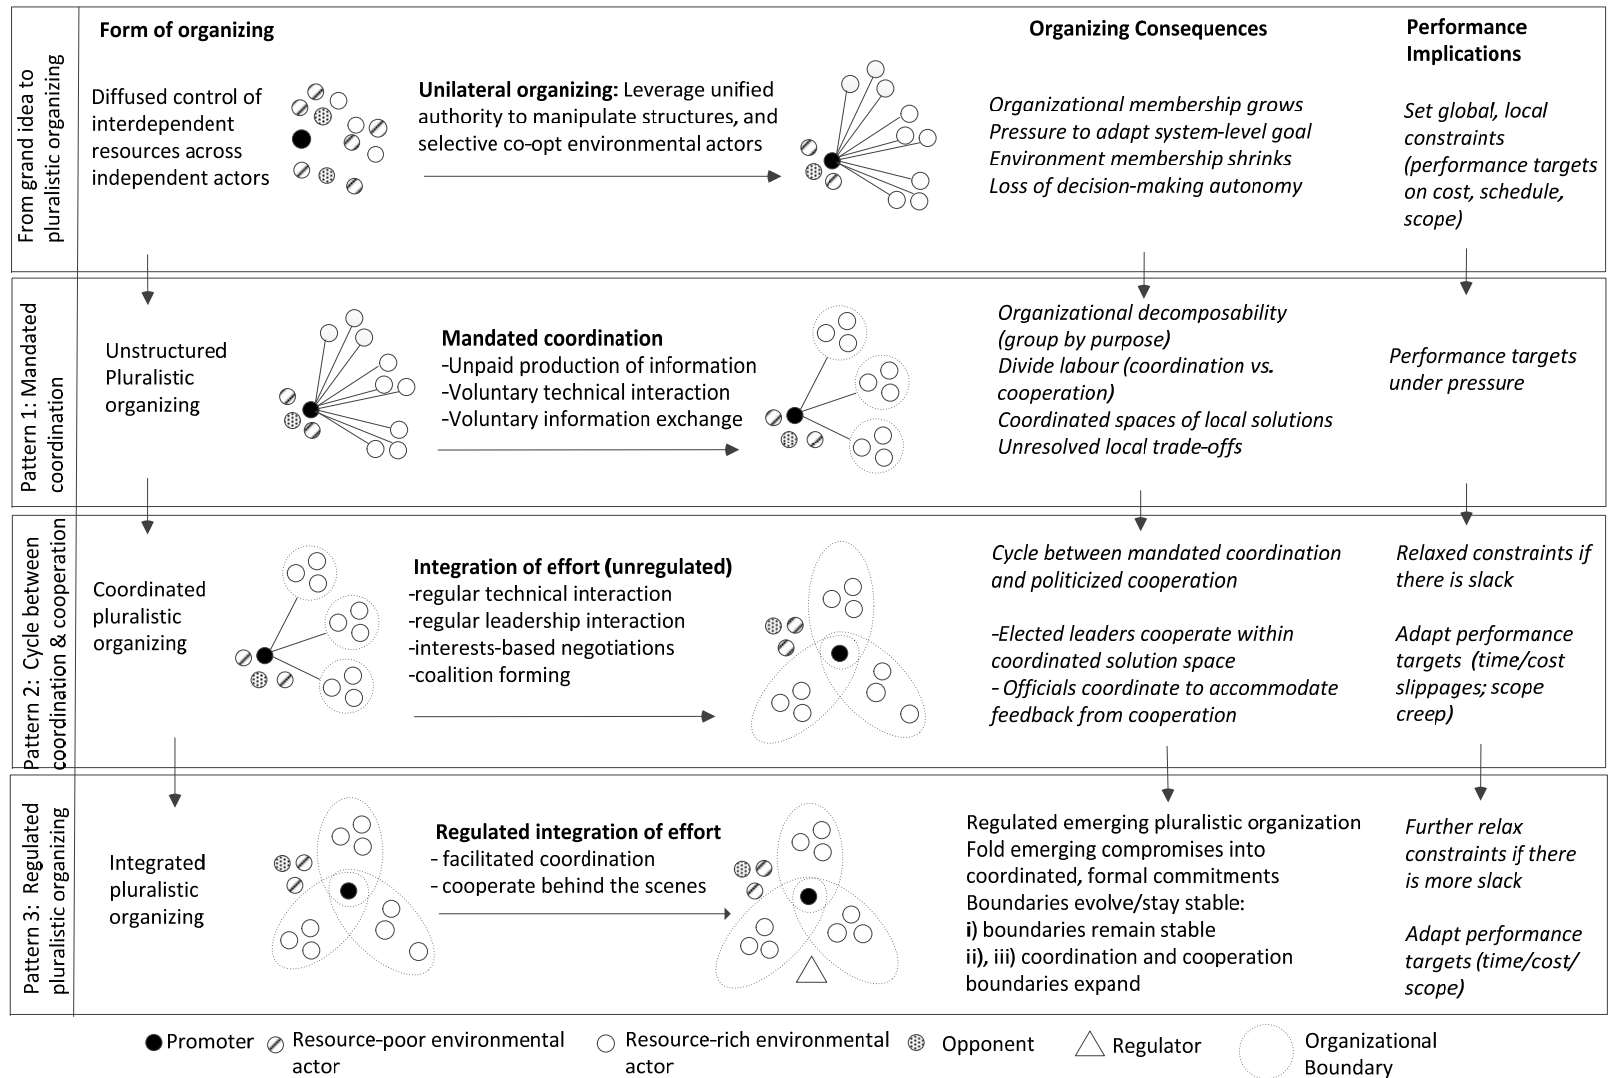 From grand idea to
pluralistic organizing
Form of organizing
Organizing Consequences
Performance
Implications
Diffused control of
interdependent
resources across
independent actors
Unilateral organizing: Leverage unified
authority to manipulate structures, and
selective co-opt environmental actors
Organizational membership grows
Pressure to adapt system-level goal
Environment membership shrinks
Loss of decision-making autonomy
Set global, local
constraints
(performance targets
on cost, schedule,
scope)
Pattern 1: Mandated
coordination
Unstructured
Pluralistic
organizing
Mandated coordination
-Unpaid production of information
-Voluntary technical interaction
-Voluntary information exchange
Organizational decomposability
(group by purpose)
Divide labour (coordination vs.
cooperation)
Coordinated spaces of local solutions
Unresolved local trade-offs
Performance targets
under pressure
Pattern 2: Cycle between
coordination & cooperation
Coordinated
pluralistic
organizing
Integration of effort (unregulated)
-regular technical interaction
-regular leadership interaction
-interests-based negotiations
-coalition forming
Cycle between mandated coordination
and politicized cooperation
-Elected leaders cooperate within
coordinated solution space
- Officials coordinate to accommodate
feedback from cooperation
Relaxed constraints if
there is slack
Adapt performance
targets (time/cost
slippages; scope
creep)
Pattern 3: Regulated
pluralistic organizing
Integrated
pluralistic
organizing
Regulated integration of effort
- facilitated coordination
- cooperate behind the scenes
Regulated emerging pluralistic organization
Fold emerging compromises into
coordinated, formal commitments
Boundaries evolve/stay stable:
i) boundaries remain stable
ii), iii) coordination and cooperation
boundaries expand
Further relax
constraints if there
is more slack
Adapt performance
targets (time/cost/
scope)
Promoter
Resource-poor environmental
actor
Resource-rich environmental
actor
Opponent
Regulator
Organizational
Boundary